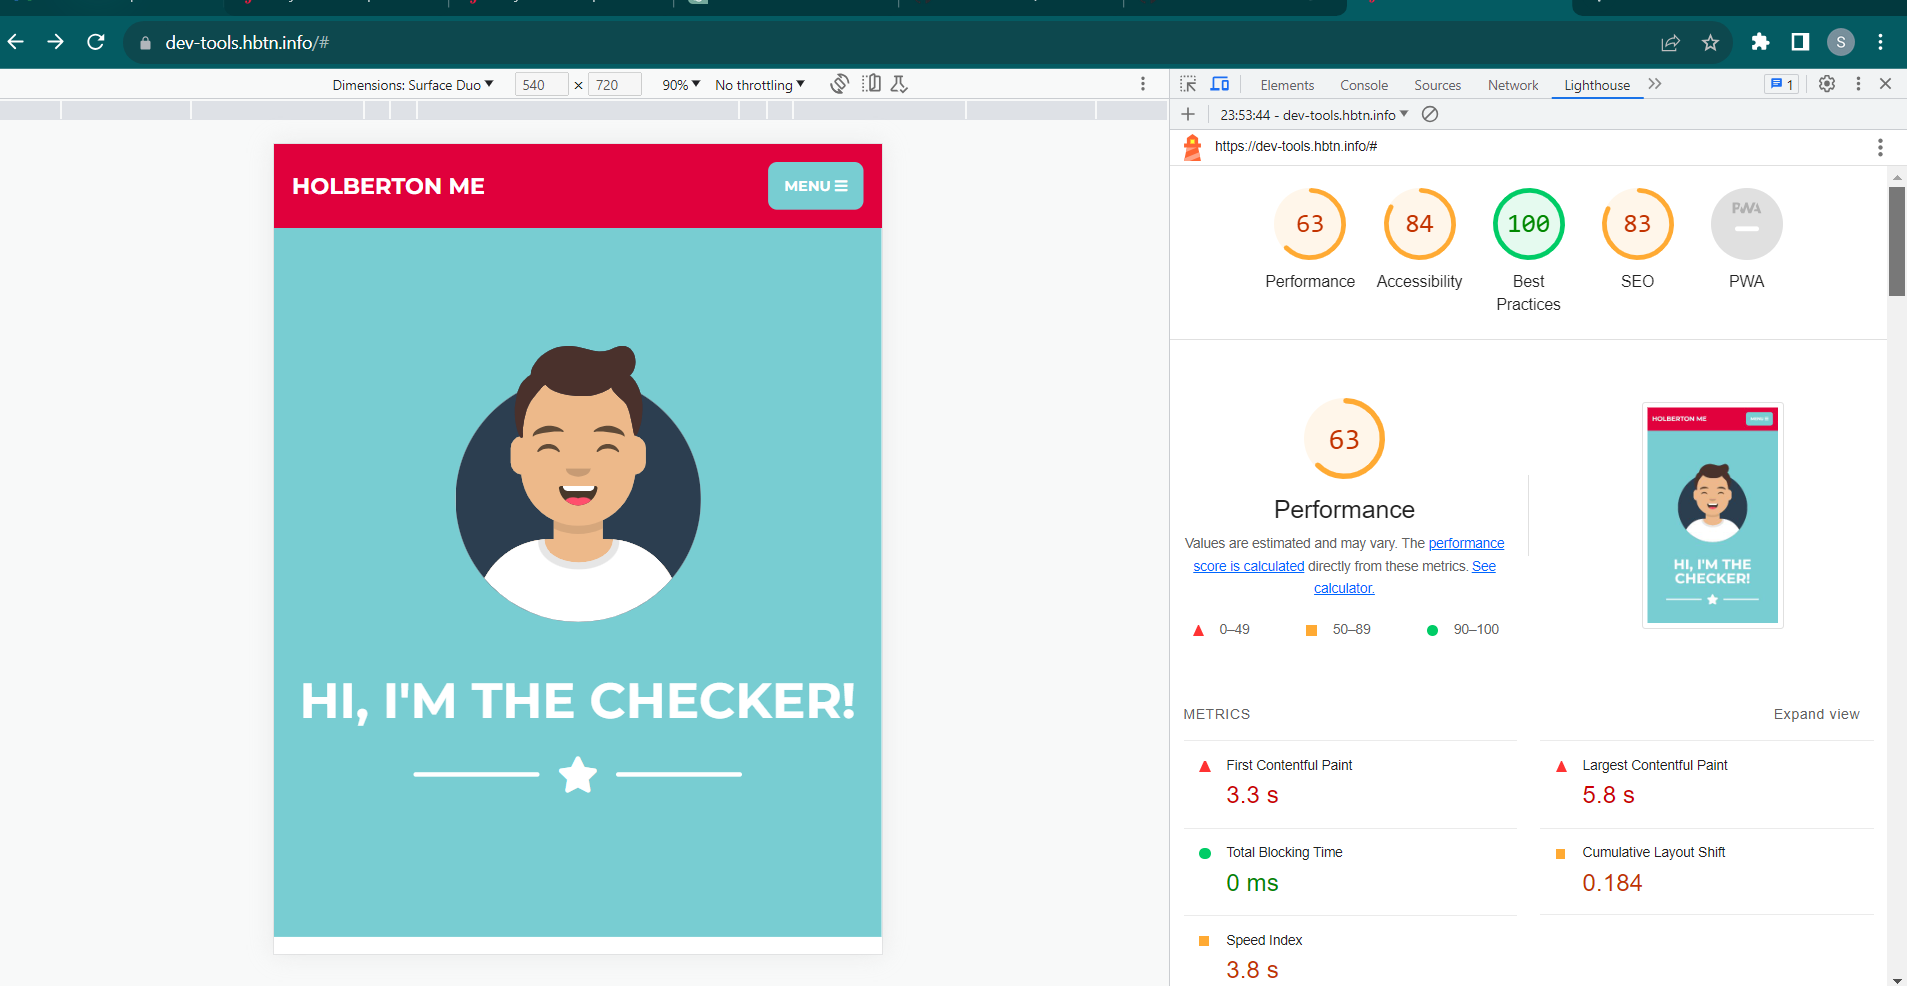 dev-tools.hbtn.info/#
S
Dimensions: Surface Duo
540 × 720
90%
No throttling
Elements
Console
Sources
Network
Lighthouse
1
23:53:44 - dev-tools.hbtn.info
https://dev-tools.hbtn.info/#
HOLBERTON ME
MENU
HI, I'M THE CHECKER!
63
84
100
83
PWA
Performance
Accessibility
Best
Practices
SEO
PWA
63
Performance
Values are estimated and may vary. The performance
score is calculated directly from these metrics. See
calculator.
0–49
50–89
90–100
HOLBERTON ME
MENU
HI, I'M THE
CHECKER!
METRICS
Expand view
First Contentful Paint
3.3 s
Largest Contentful Paint
5.8 s
Total Blocking Time
0 ms
Cumulative Layout Shift
0.184
Speed Index
3.8 s